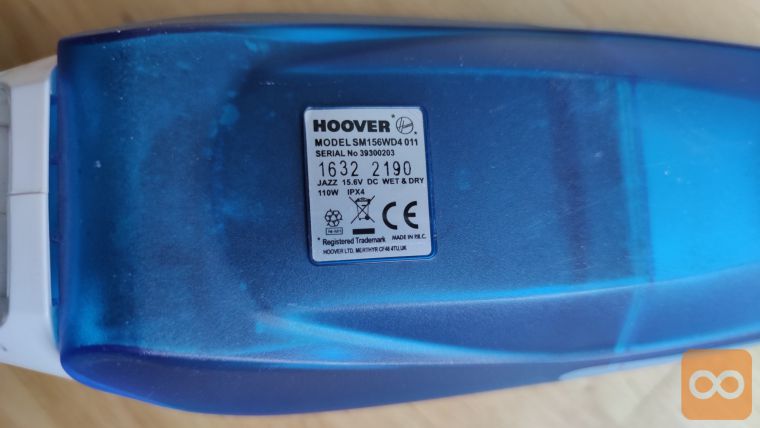 HOOVER* Hoover*
MODEL SM156WD4 011
SERIAL No 39300203
1632 2190
JAZZ 15.6V DC WET & DRY
110W IPX4
CE
* Registered Trademark MADE IN P.R.C.
HOOVER LTD, MERTHYR CF48 4TU,UK